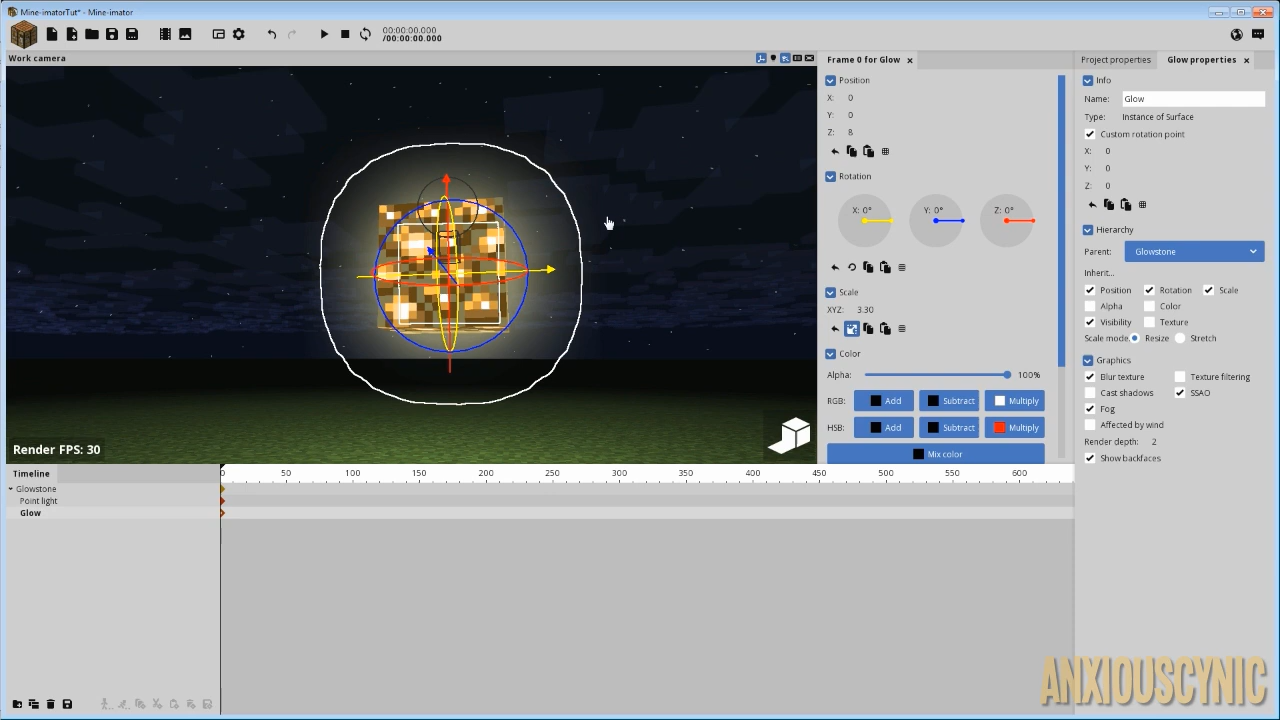 Mine-imatorTut* - Mine-imator
00:00:00.000
/00:00:00.000
Work camera
Render FPS: 30
Frame 0 for Glow
Position
X: 0
Y: 0
Z: 8
Rotation
X: 0°
Y: 0°
Z: 0°
Scale
XYZ: 3.30
Color
Alpha: 100%
RGB: Add Subtract Multiply
HSB: Add Subtract Multiply
Mix color
Project properties
Glow properties
Info
Name: Glow
Type: Instance of Surface
Custom rotation point
X: 0
Y: 0
Z: 0
Hierarchy
Parent: Glowstone
Inherit...
Position Rotation Scale
Alpha Color
Visibility Texture
Scale mode Resize Stretch
Graphics
Blur texture Texture filtering
Cast shadows SSAO
Fog
Affected by wind
Render depth: 2
Show backfaces
Timeline
0 50 100 150 200 250 300 350 400 450 500 550 600
Glowstone
Point light
Glow
ANXIOUSCYNIC